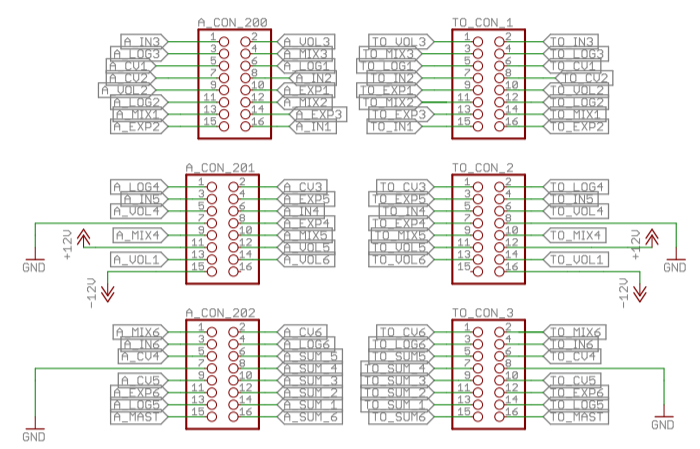 A_CON_200 TO_CON_1
A_IN3 1 2 A_VOL3 TO_VOL3 1 2 TO_IN3
A_LOG3 3 4 A_MIX3 TO_MIX3 3 4 TO_LOG3
A_CV1 5 6 A_LOG1 TO_LOG1 5 6 TO_CV1
A_CV2 7 8 A_IN2 TO_IN2 7 8 TO_CV2
A_VOL2 9 10 A_EXP1 TO_EXP1 9 10 TO_VOL2
A_LOG2 11 12 A_MIX2 TO_MIX2 11 12 TO_LOG2
A_MIX1 13 14 A_EXP3 TO_EXP3 13 14 TO_MIX1
A_EXP2 15 16 A_IN1 TO_IN1 15 16 TO_EXP2
A_CON_201 TO_CON_2
A_LOG4 1 2 A_CV3 TO_CV3 1 2 TO_LOG4
A_IN5 3 4 A_EXP5 TO_EXP5 3 4 TO_IN5
A_VOL4 5 6 A_IN4 TO_IN4 5 6 TO_VOL4
7 8 A_EXP4 TO_EXP4 7 8
+12V A_MIX4 9 10 A_MIX5 TO_MIX5 9 10 TO_MIX4 +12V
11 12 A_VOL5 TO_VOL5 11 12
GND A_VOL1 13 14 A_VOL6 TO_VOL6 13 14 TO_VOL1 GND
15 16 15 16
-12V -12V
A_CON_202 TO_CON_3
A_MIX6 1 2 A_CV6 TO_CV6 1 2 TO_MIX6
A_IN6 3 4 A_LOG6 TO_LOG6 3 4 TO_IN6
A_CV4 5 6 A_SUM_5 TO_SUM5 5 6 TO_CV4
7 8 A_SUM_4 TO_SUM_4 7 8
A_CV5 9 10 A_SUM_3 TO_SUM_3 9 10 TO_CV5
A_EXP6 11 12 A_SUM_2 TO_SUM_2 11 12 TO_EXP6
A_LOG5 13 14 A_SUM_1 TO_SUM_1 13 14 TO_LOG5
A_MAST 15 16 A_SUM_6 TO_SUM6 15 16 TO_MAST
GND GND